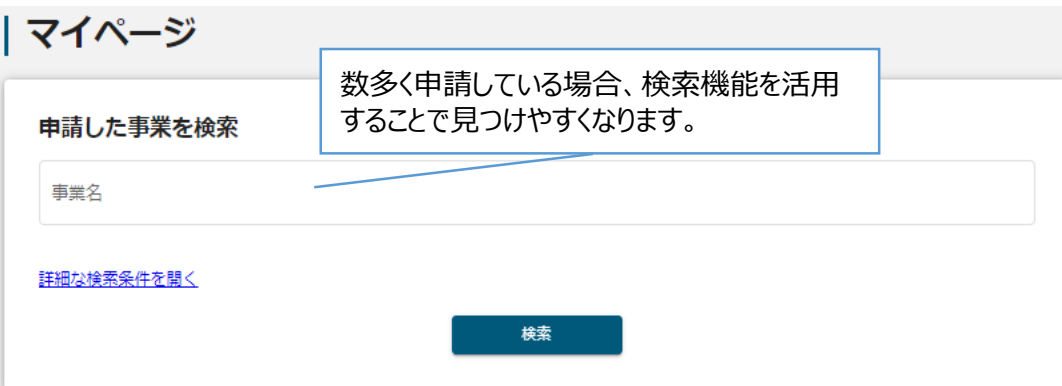 マイページ
数多く申請している場合、検索機能を活用
することで見つけやすくなります。
申請した事業を検索
事業名
詳細な検索条件を開く
検索